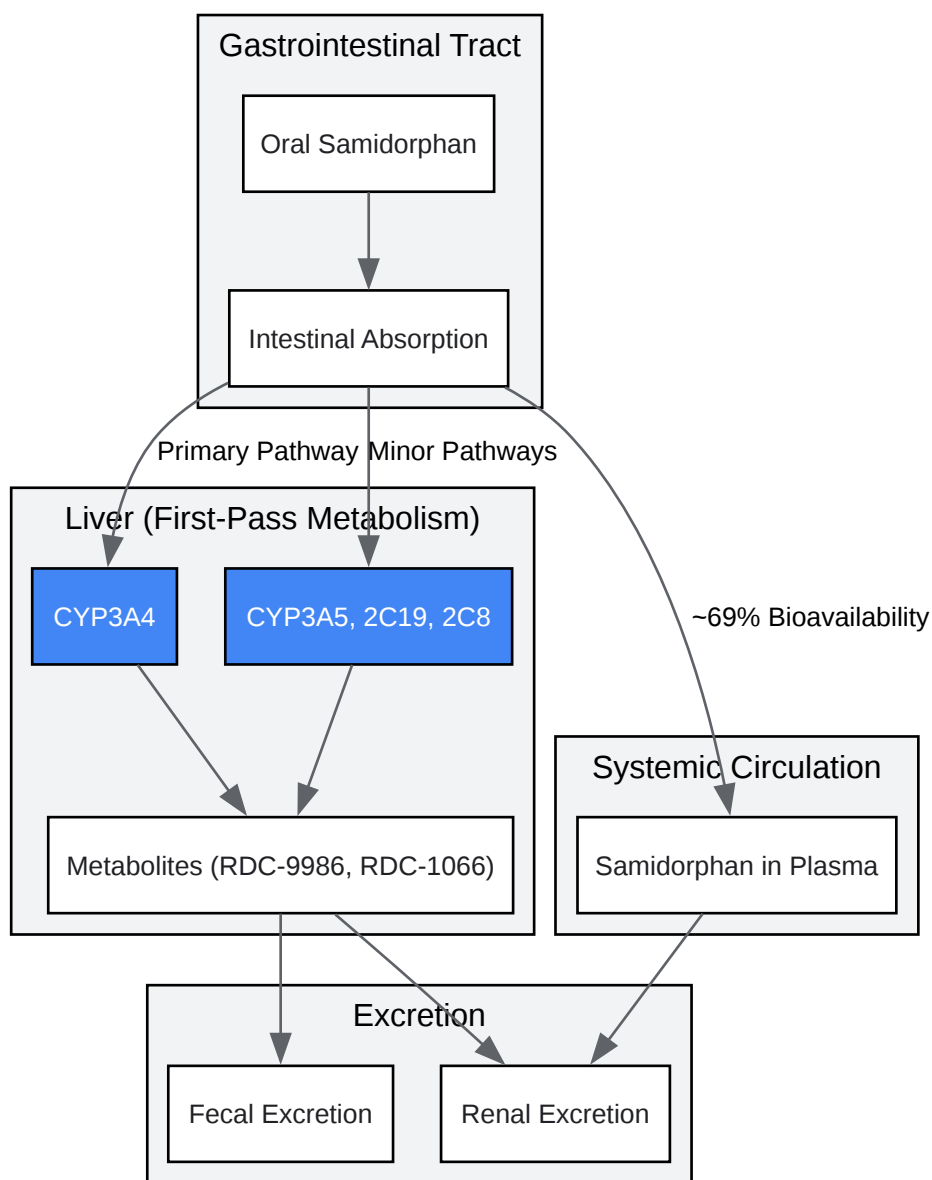 Gastrointestinal Tract
Oral Samidorphan
Intestinal Absorption
Primary Pathway
Minor Pathways
Liver (First-Pass Metabolism)
CYP3A4
CYP3A5, 2C19, 2C8
~69% Bioavailability
Systemic Circulation
Metabolites (RDC-9986, RDC-1066)
Samidorphan in Plasma
Excretion
Fecal Excretion
Renal Excretion